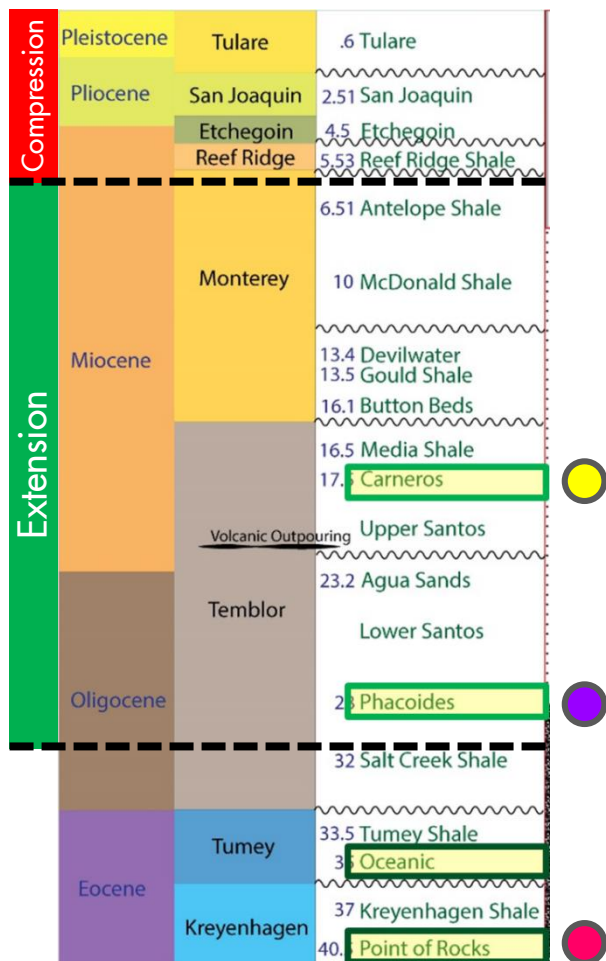 Compression
Extension
Pleistocene
Pliocene
Miocene
Oligocene
Eocene
Tulare
San Joaquin
Etchegoin
Reef Ridge
Monterey
Volcanic Outpouring
Temblor
Tumey
Kreyenhagen
.6 Tulare
2.51 San Joaquin
4.5 Etchegoin
5.53 Reef Ridge Shale
6.51 Antelope Shale
10 McDonald Shale
13.4 Devilwater
13.5 Gould Shale
16.1 Button Beds
16.5 Media Shale
Carneros
Upper Santos
23.2 Agua Sands
Lower Santos
Phacoides
32 Salt Creek Shale
33.5 Tumey Shale
Oceanic
37 Kreyenhagen Shale
Point of Rocks